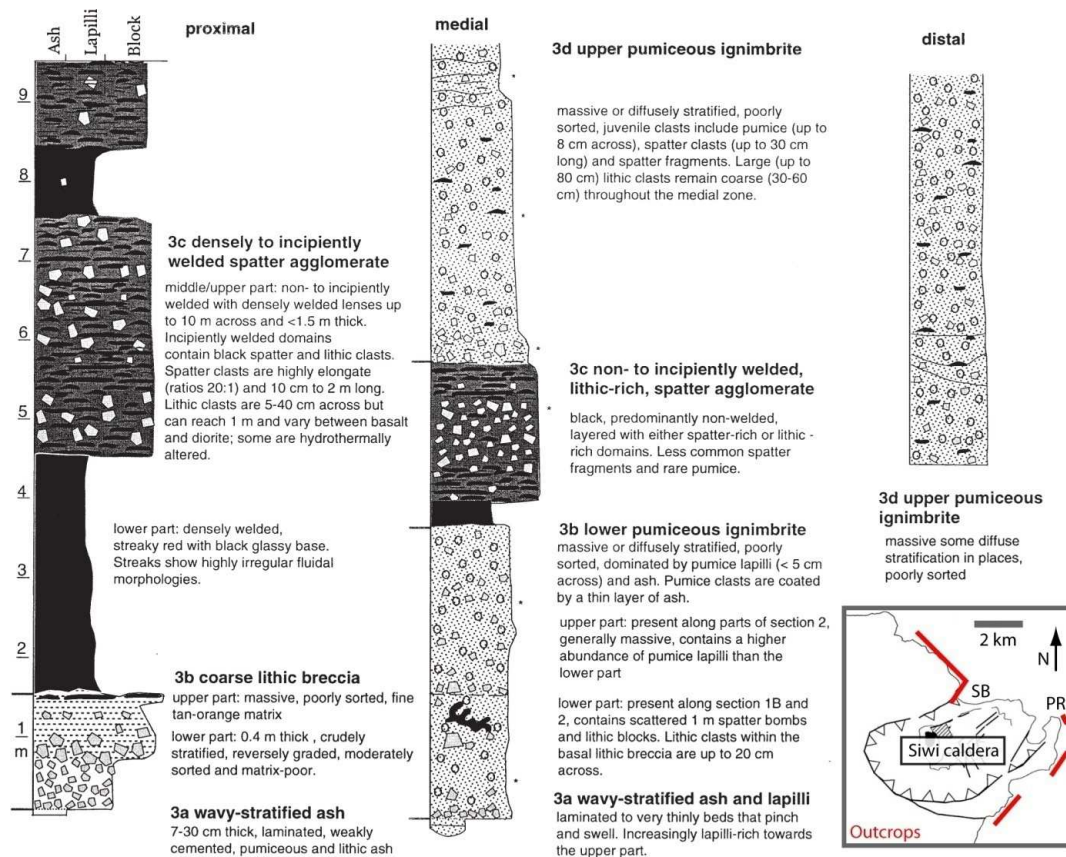 Ash
Lapilli
Block
proximal
9
8
7
6
5
4
3
2
1
m
3c densely to incipiently
welded spatter agglomerate
middle/upper part: non- to incipiently
welded with densely welded lenses up
to 10 m across and <1.5 m thick.
Incipiently welded domains
contain black spatter and lithic clasts.
Spatter clasts are highly elongate
(ratios 20:1) and 10 cm to 2 m long.
Lithic clasts are 5-40 cm across but
can reach 1 m and vary between basalt
and diorite; some are hydrothermally
altered.
lower part: densely welded,
streaky red with black glassy base.
Streaks show highly irregular fluidal
morphologies.
3b coarse lithic breccia
upper part: massive, poorly sorted, fine
tan-orange matrix
lower part: 0.4 m thick , crudely
stratified, reversely graded, moderately
sorted and matrix-poor.
3a wavy-stratified ash
7-30 cm thick, laminated, weakly
cemented, pumiceous and lithic ash
medial
3d upper pumiceous ignimbrite
massive or diffusely stratified, poorly
sorted, juvenile clasts include pumice (up to
8 cm across), spatter clasts (up to 30 cm
long) and spatter fragments. Large (up to
80 cm) lithic clasts remain coarse (30-60
cm) throughout the medial zone.
3c non- to incipiently welded,
lithic-rich, spatter agglomerate
black, predominantly non-welded,
layered with either spatter-rich or lithic -
rich domains. Less common spatter
fragments and rare pumice.
3b lower pumiceous ignimbrite
massive or diffusely stratified, poorly
sorted, dominated by pumice lapilli (< 5 cm
across) and ash. Pumice clasts are coated
by a thin layer of ash.
upper part: present along parts of section 2,
generally massive, contains a higher
abundance of pumice lapilli than the
lower part
lower part: present along section 1B and
2, contains scattered 1 m spatter bombs
and lithic blocks. Lithic clasts within the
basal lithic breccia are up to 20 cm
across.
3a wavy-stratified ash and lapilli
laminated to very thinly beds that pinch
and swell. Increasingly lapilli-rich towards
the upper part.
distal
3d upper pumiceous
ignimbrite
massive some diffuse
stratification in places,
poorly sorted
2 km
N
SB
PR
Siwi caldera
Outcrops